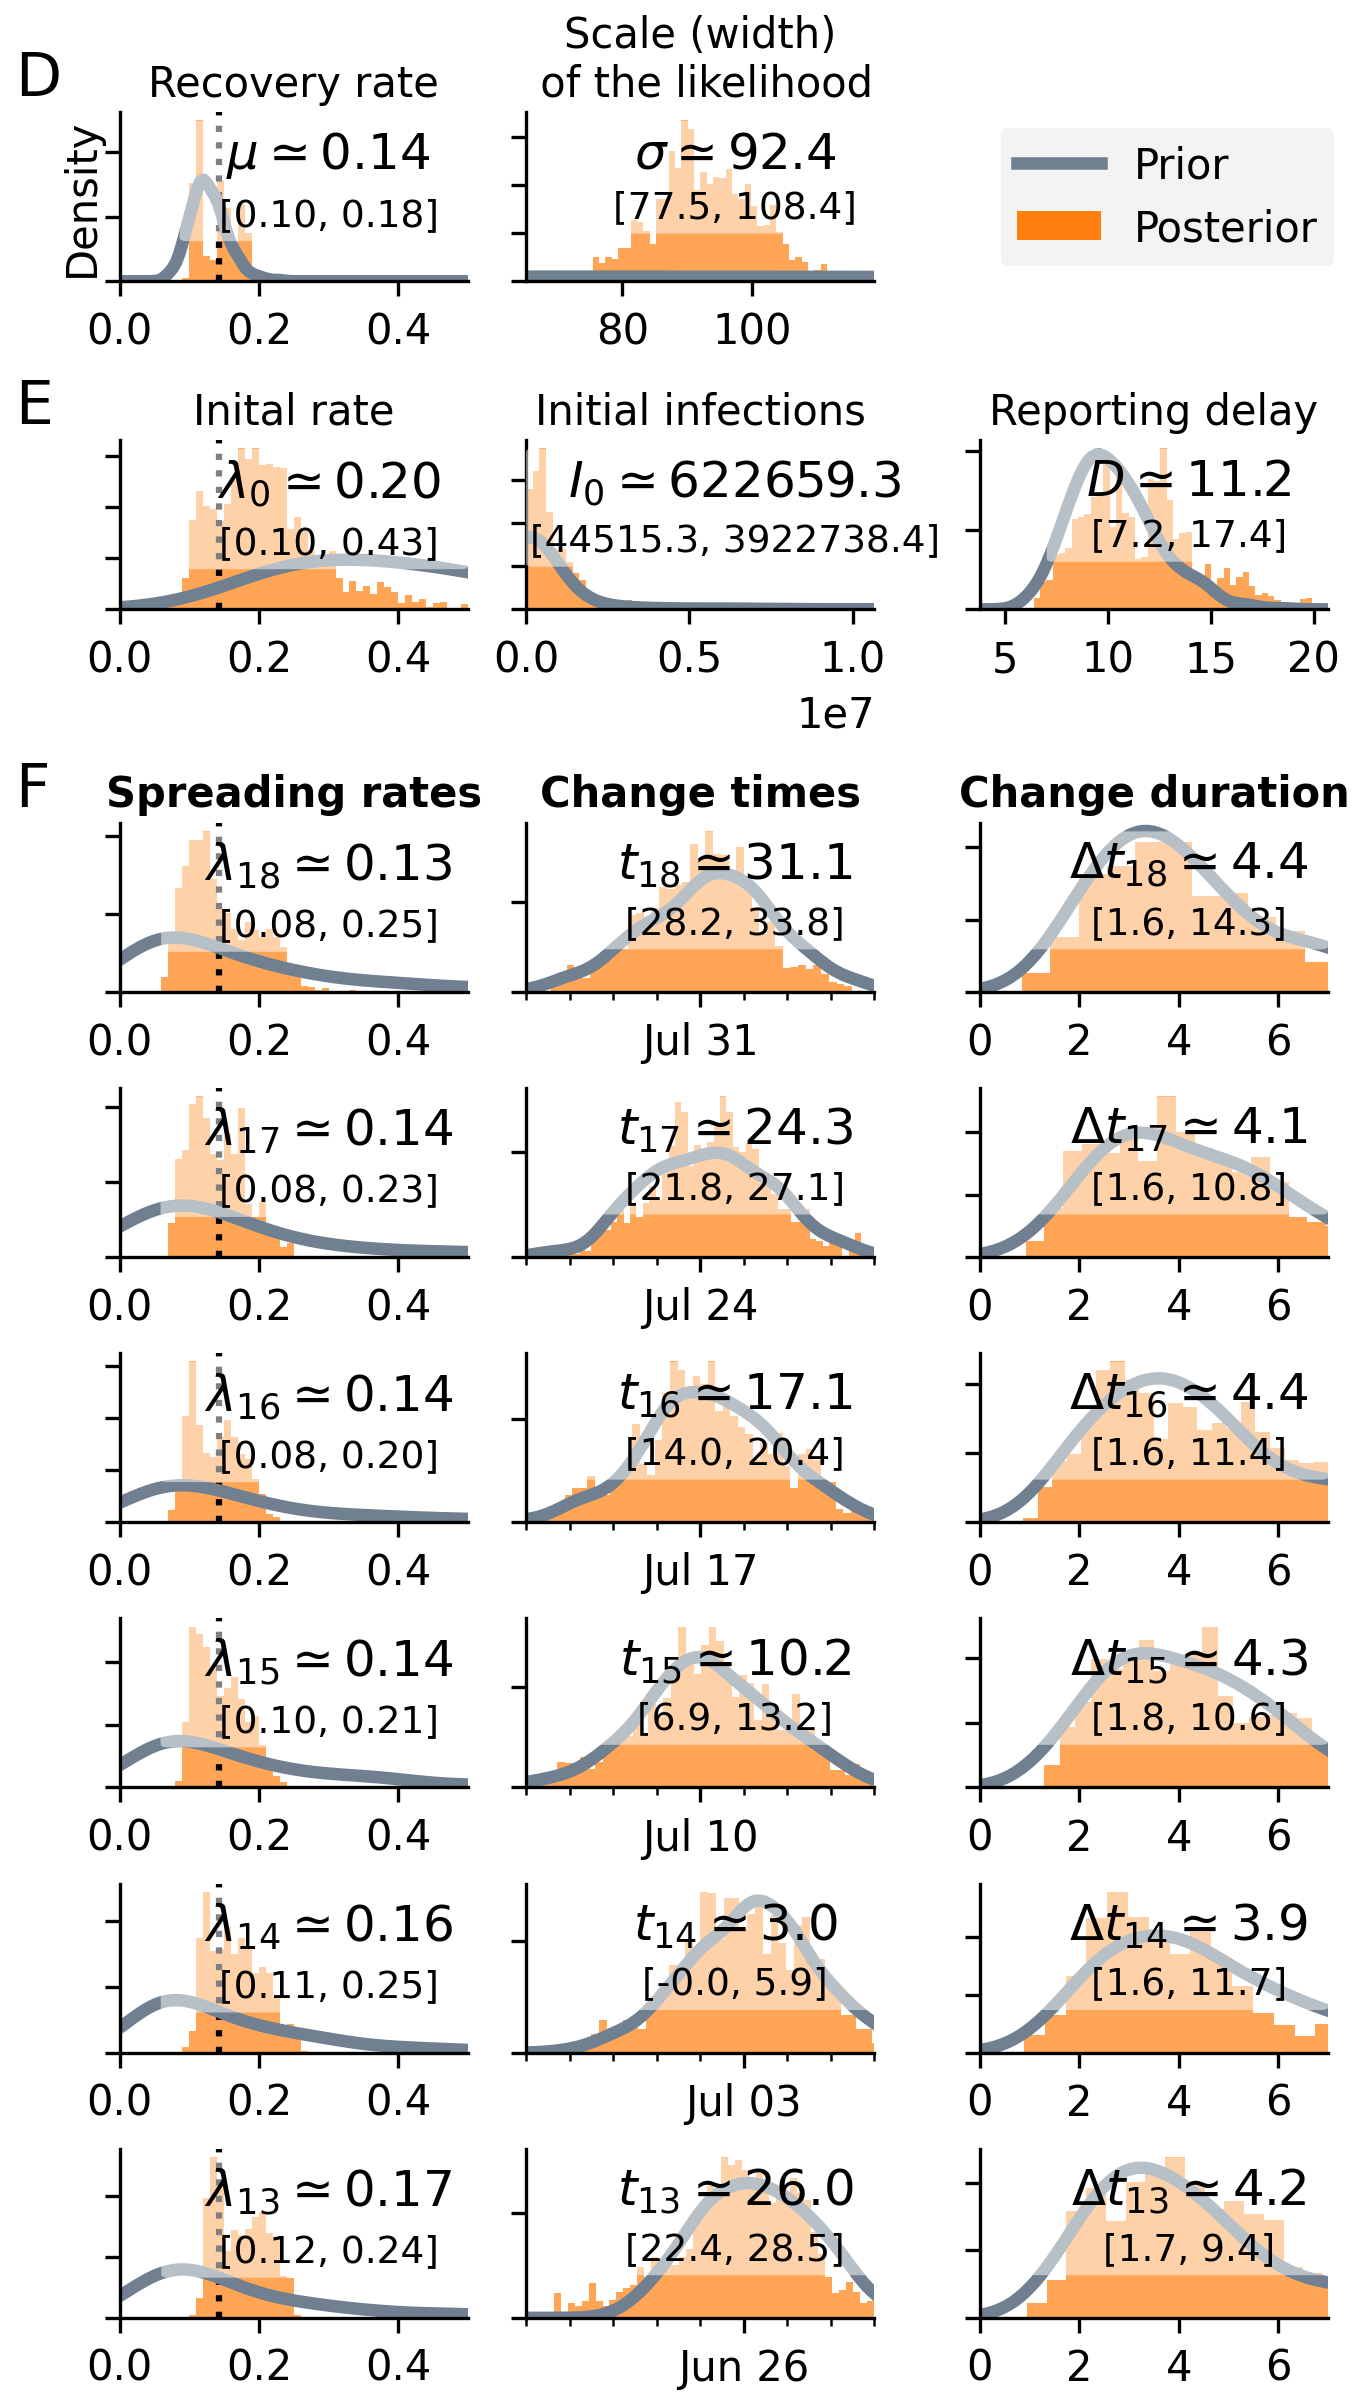 D
Recovery rate
Scale (width)
of the likelihood
Density
μ ≃ 0.14
[0.10, 0.18]
σ ≃ 92.4
[77.5, 108.4]
Prior
Posterior
0.0 0.2 0.4
80 100
E
Inital rate
Initial infections
Reporting delay
λ0 ≃ 0.20
[0.10, 0.43]
I0 ≃ 622659.3
[44515.3, 3922738.4]
D ≃ 11.2
[7.2, 17.4]
0.0 0.2 0.4
0.0 0.5 1.0
1e7
5 10 15 20
F
Spreading rates
Change times
Change duration
λ18 ≃ 0.13
[0.08, 0.25]
t18 ≃ 31.1
[28.2, 33.8]
Δt18 ≃ 4.4
[1.6, 14.3]
0.0 0.2 0.4
Jul 31
0 2 4 6
λ17 ≃ 0.14
[0.08, 0.23]
t17 ≃ 24.3
[21.8, 27.1]
Δt17 ≃ 4.1
[1.6, 10.8]
0.0 0.2 0.4
Jul 24
0 2 4 6
λ16 ≃ 0.14
[0.08, 0.20]
t16 ≃ 17.1
[14.0, 20.4]
Δt16 ≃ 4.4
[1.6, 11.4]
0.0 0.2 0.4
Jul 17
0 2 4 6
λ15 ≃ 0.14
[0.10, 0.21]
t15 ≃ 10.2
[6.9, 13.2]
Δt15 ≃ 4.3
[1.8, 10.6]
0.0 0.2 0.4
Jul 10
0 2 4 6
λ14 ≃ 0.16
[0.11, 0.25]
t14 ≃ 3.0
[-0.0, 5.9]
Δt14 ≃ 3.9
[1.6, 11.7]
0.0 0.2 0.4
Jul 03
0 2 4 6
λ13 ≃ 0.17
[0.12, 0.24]
t13 ≃ 26.0
[22.4, 28.5]
Δt13 ≃ 4.2
[1.7, 9.4]
0.0 0.2 0.4
Jun 26
0 2 4 6